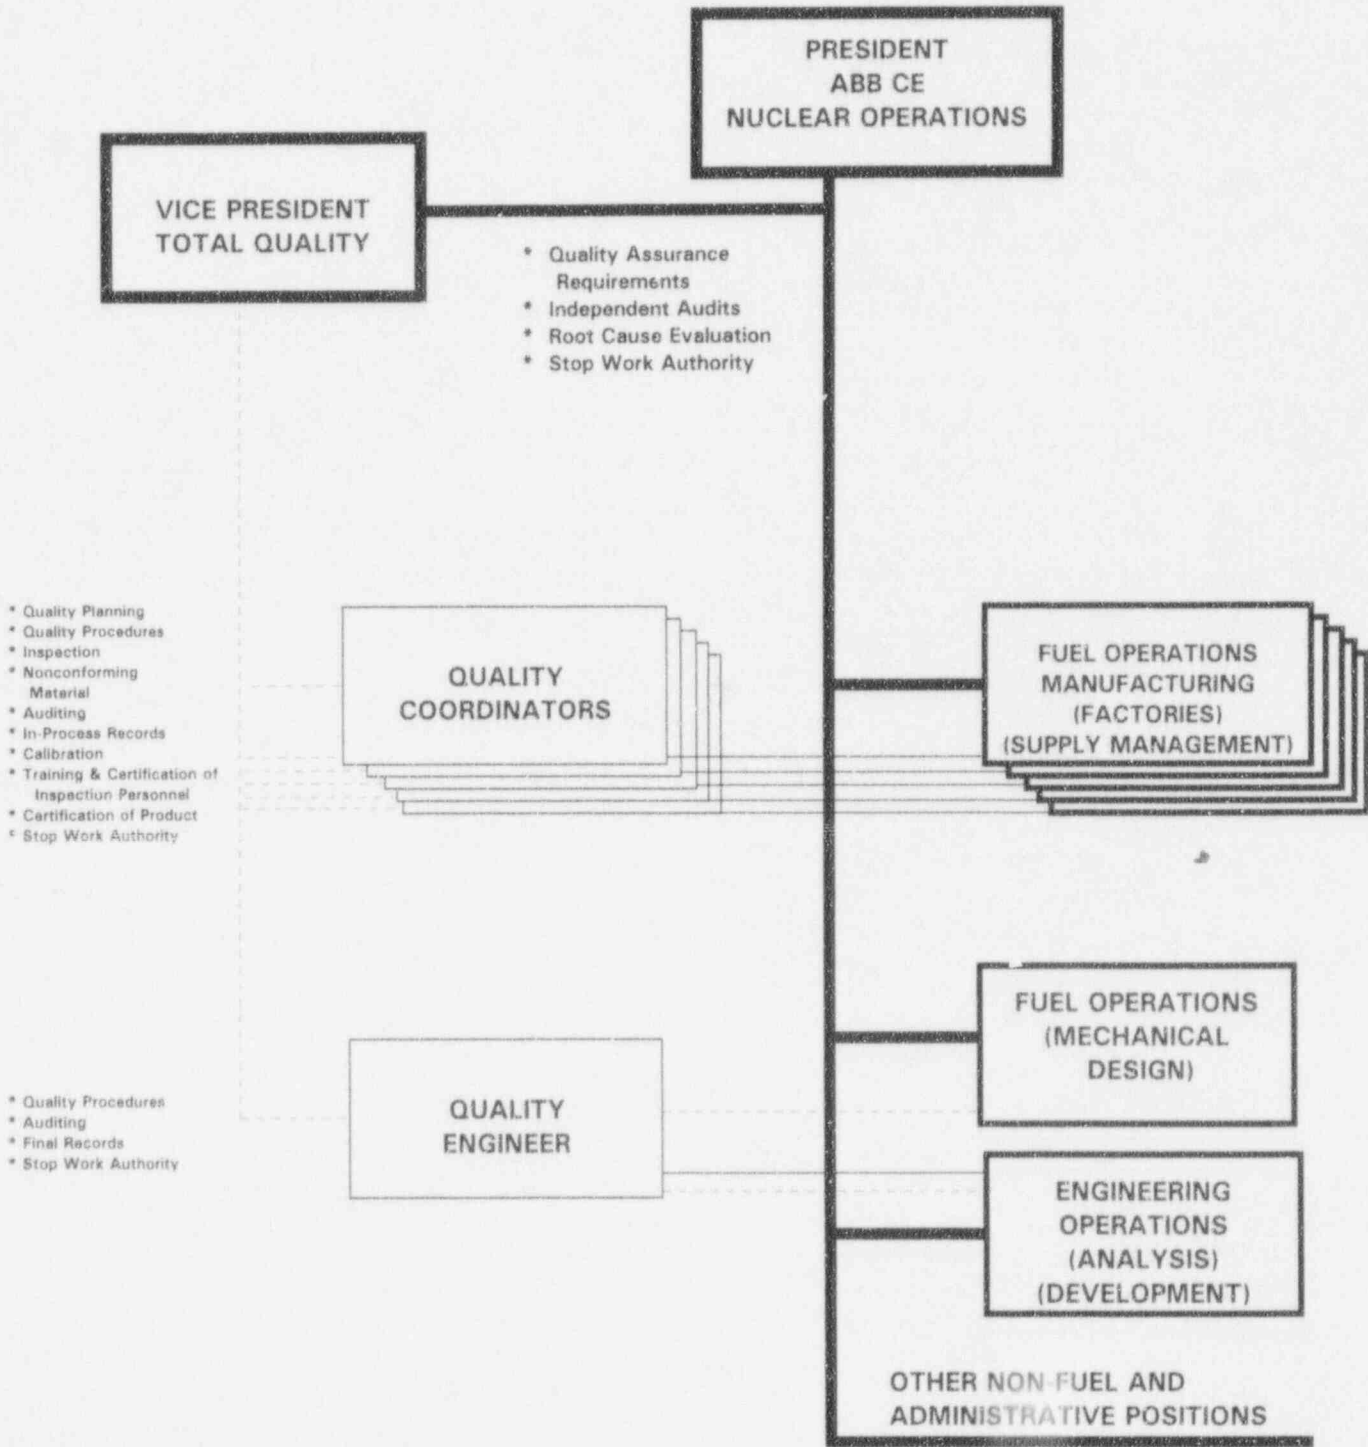 PRESIDENT
ABB CE
NUCLEAR OPERATIONS
VICE PRESIDENT
TOTAL QUALITY
* Quality Assurance
Requirements
* Independent Audits
* Root Cause Evaluation
* Stop Work Authority
* Quality Planning
* Quality Procedures
* Inspection
* Nonconforming
Material
* Auditing
* In-Process Records
* Calibration
* Training & Certification of
Inspection Personnel
* Certification of Product
* Stop Work Authority
QUALITY
COORDINATORS
FUEL OPERATIONS
MANUFACTURING
(FACTORIES)
(SUPPLY MANAGEMENT)
FUEL OPERATIONS
(MECHANICAL
DESIGN)
* Quality Procedures
* Auditing
* Final Records
* Stop Work Authority
QUALITY
ENGINEER
ENGINEERING
OPERATIONS
(ANALYSIS)
(DEVELOPMENT)
OTHER NON-FUEL AND
ADMINISTRATIVE POSITIONS